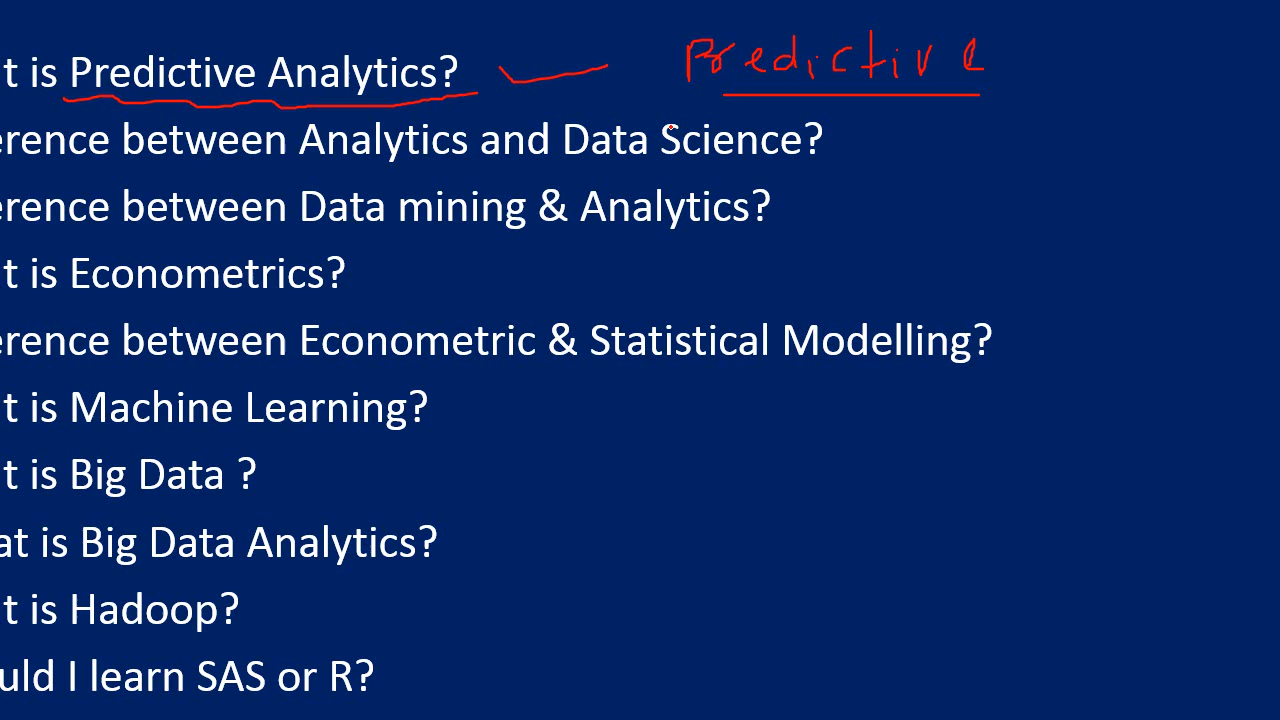 t is Predictive Analytics? Predictive
erence between Analytics and Data Science?
erence between Data mining & Analytics?
t is Econometrics?
erence between Econometric & Statistical Modelling?
t is Machine Learning?
t is Big Data ?
at is Big Data Analytics?
t is Hadoop?
uld I learn SAS or R?